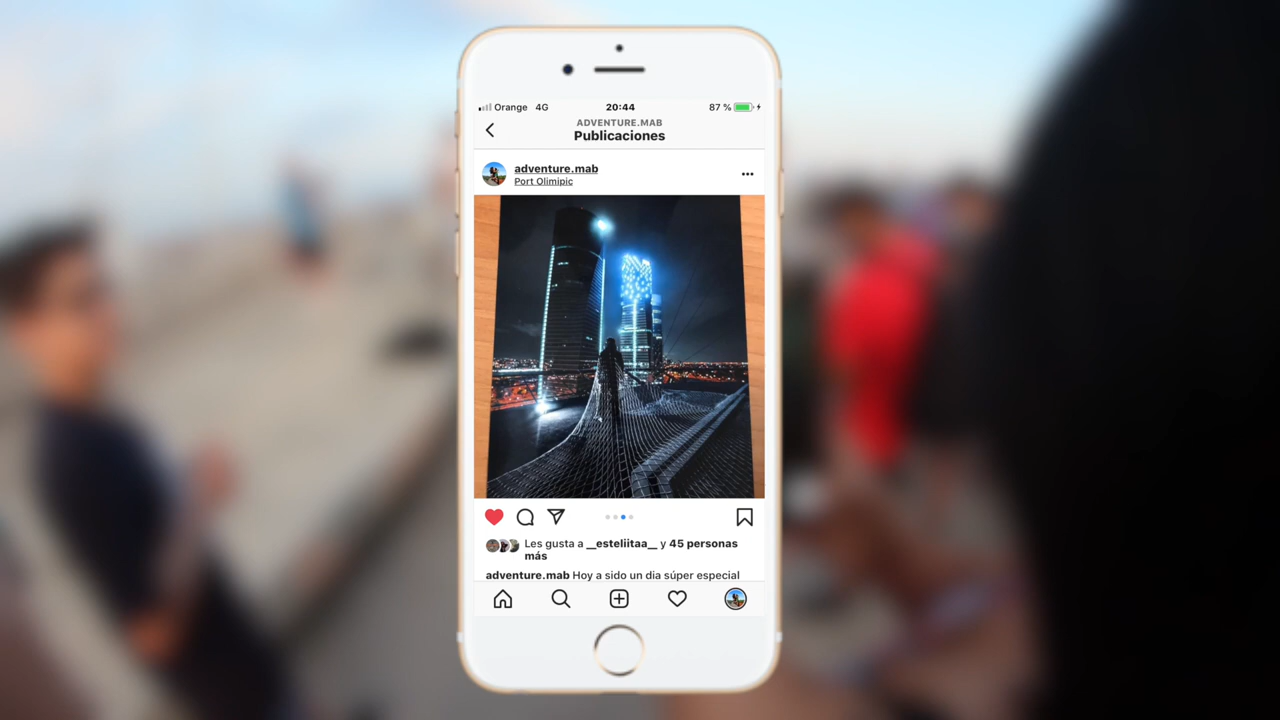 Orange 4G 20:44 87 %
ADVENTURE.MAB
Publicaciones
adventure.mab
Port Olimipic
Les gusta a __esteliitaa__ y 45 personas
más
adventure.mab Hoy a sido un dia súper especial